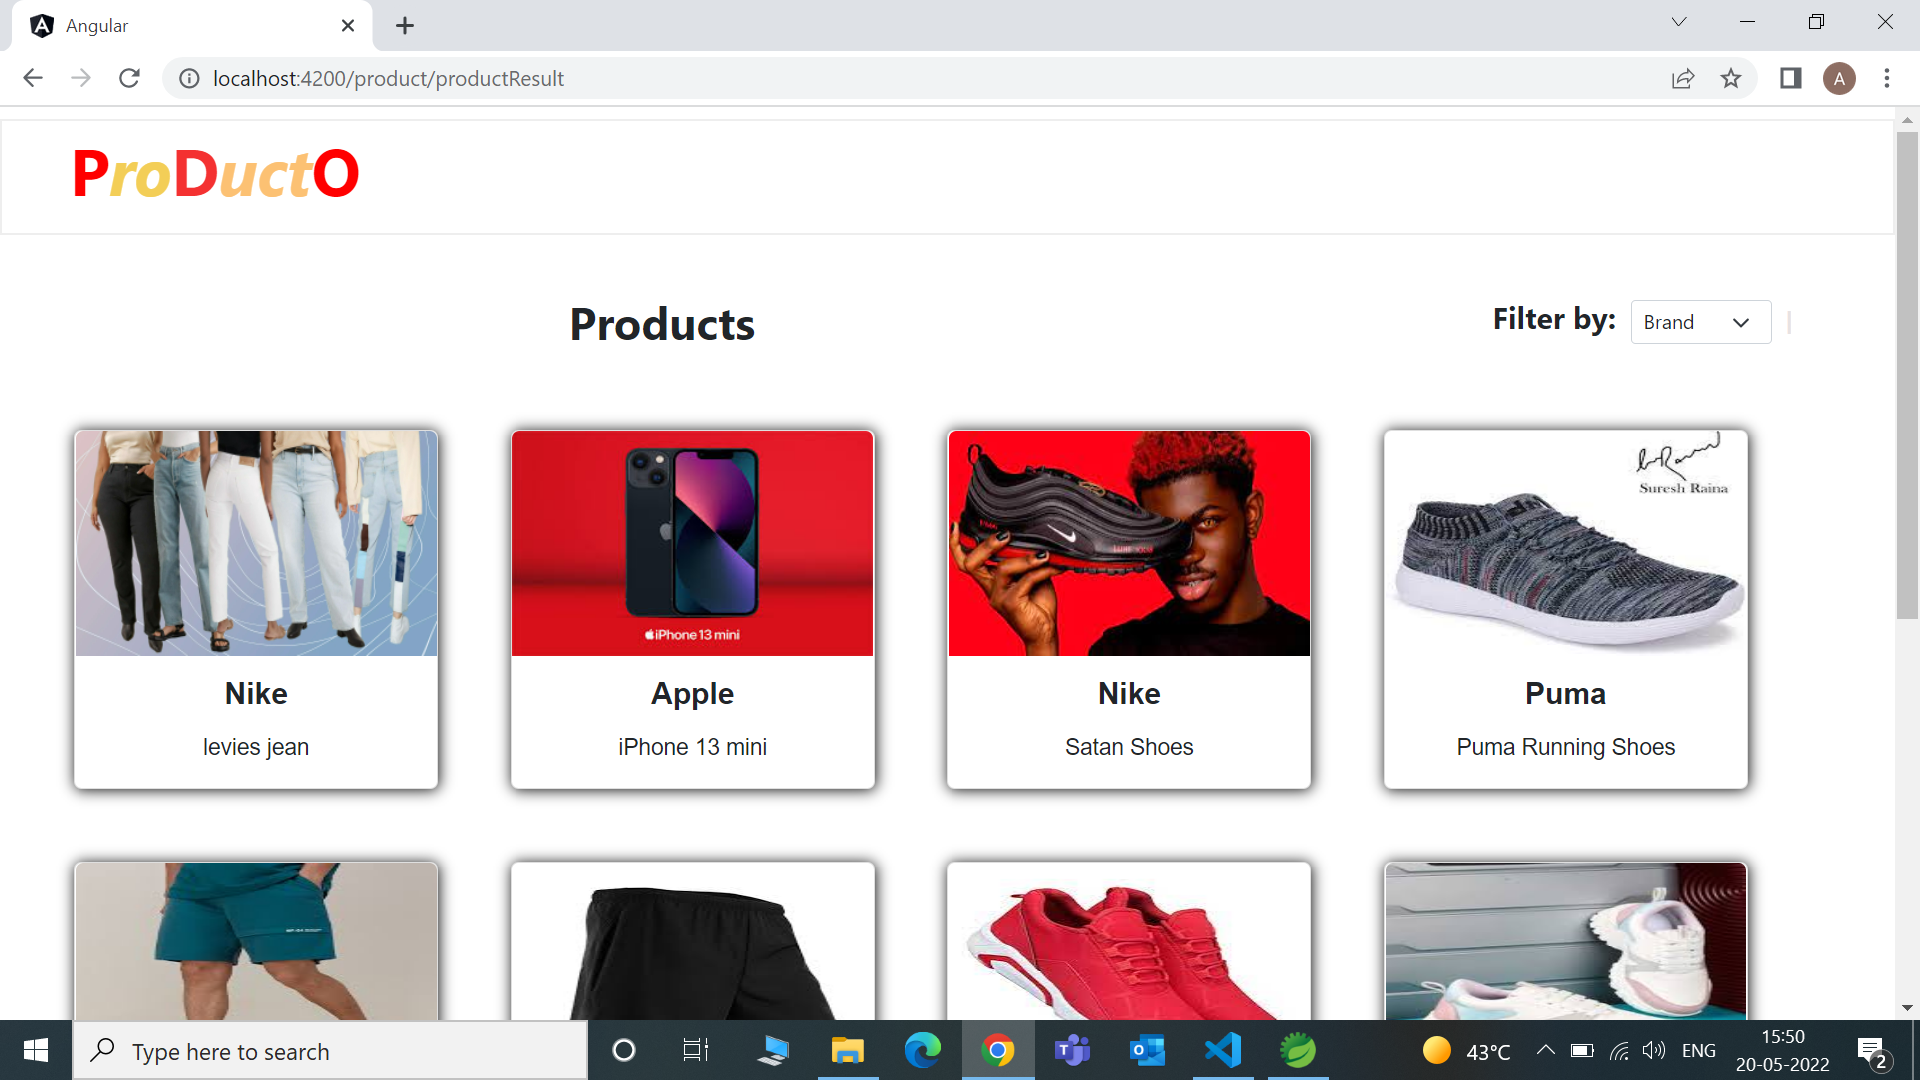 Angular
localhost:4200/product/productResult
A
ProDuctO
Products
Filter by:
Brand
Suresh Raina
iPhone 13 mini
Nike
levies jean
Apple
iPhone 13 mini
Nike
Satan Shoes
Puma
Puma Running Shoes
Type here to search
43°C
ENG
15:50
20-05-2022
2